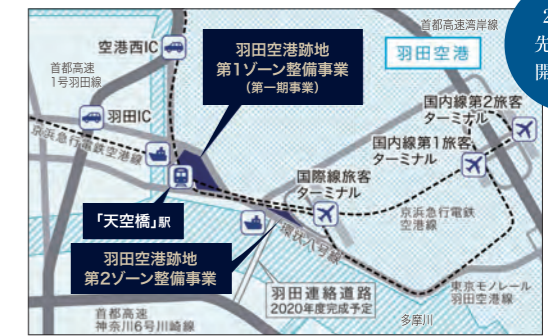 首都高速湾岸線
2
先
開
空港西IC
羽田空港跡地
第1ゾーン整備事業
(第一期事業)
羽田空港
首都高速
1号羽田線
羽田IC
国内線第2旅客
ターミナル
京浜急行電鉄空港線
国内線第1旅客
ターミナル
国際線旅客
ターミナル
「天空橋」駅
京浜急行電鉄
空港線
環状八号線
羽田空港跡地
第2ゾーン整備事業
羽田連絡道路
2020年度完成予定
東京モノレール
羽田空港線
首都高速
神奈川6号川崎線
多摩川